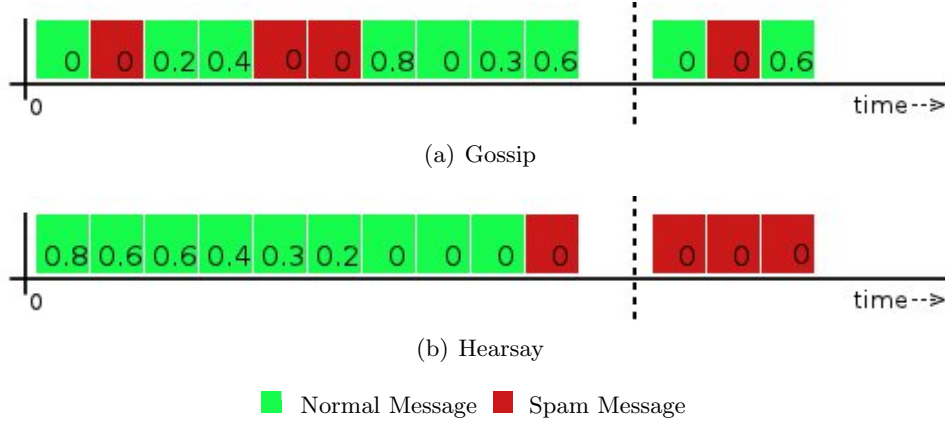 0 0 0.2 0.4 0 0 0.8 0 0.3 0.6 0 0 0.6
0 time-->
(a) Gossip
0.8 0.6 0.6 0.4 0.3 0.2 0 0 0 0 0 0 0
0 time-->
(b) Hearsay
Normal Message Spam Message